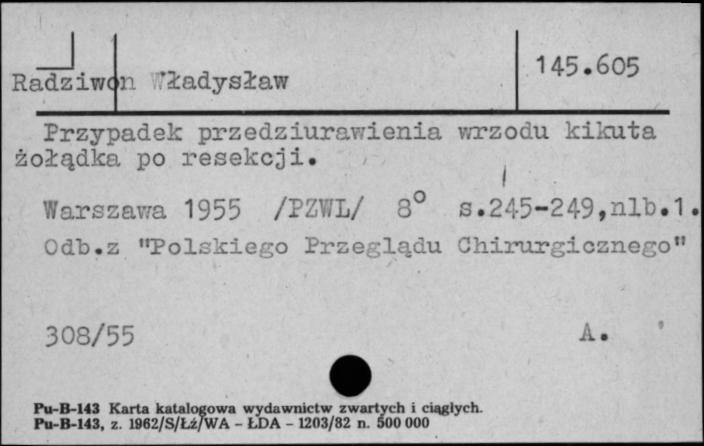 145.605
Radziwon Władysław
Przypadek przedziurawienia wrzodu kikuta
żołądka po resekcji.
Warszawa 1955 /PZWL/ 8° s.245-249,nlb.1.
Odb.z "Polskiego Przeglądu Chirurgicznego"
308/55 A.
Pu-B-143 Karta katalogowa wydawnictw zwartych i ciągłych.
Pu-B-143, z. 1962/S/Łż/WA - ŁDA - 1203/82 n. 500 000